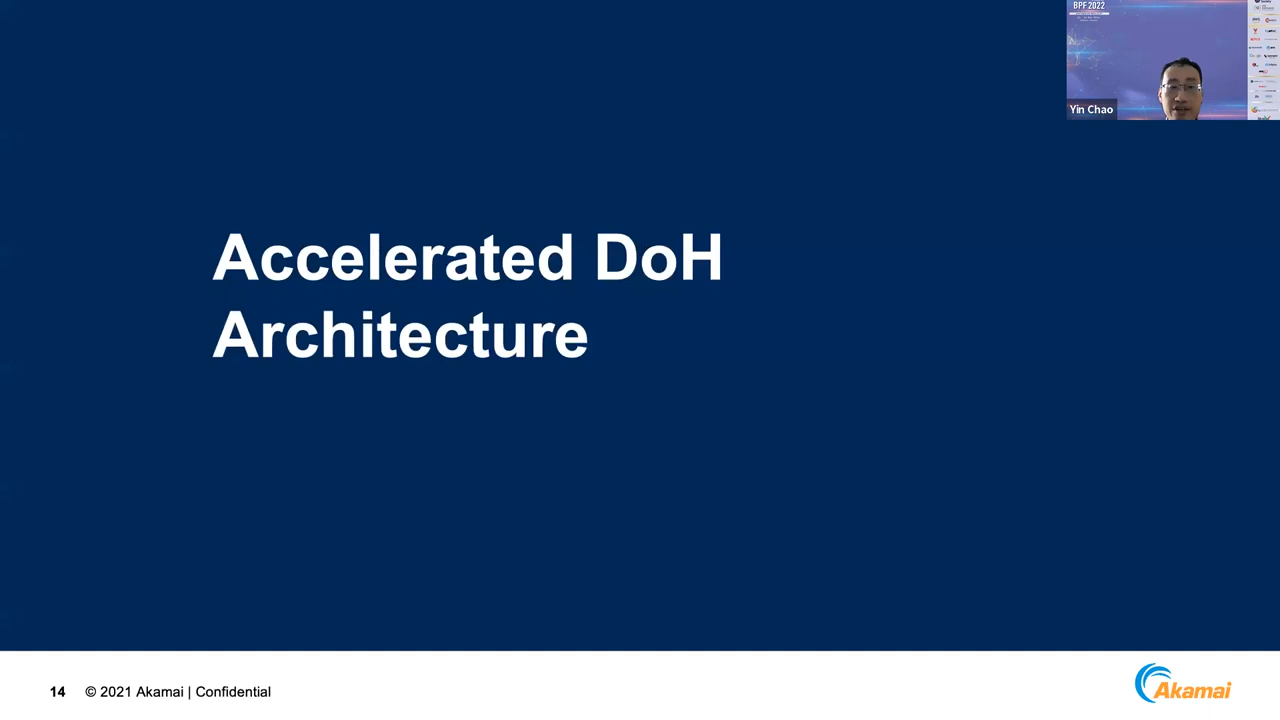 BPF 2022
Yin Chao
Accelerated DoH
Architecture
14 © 2021 Akamai | Confidential
Akamai